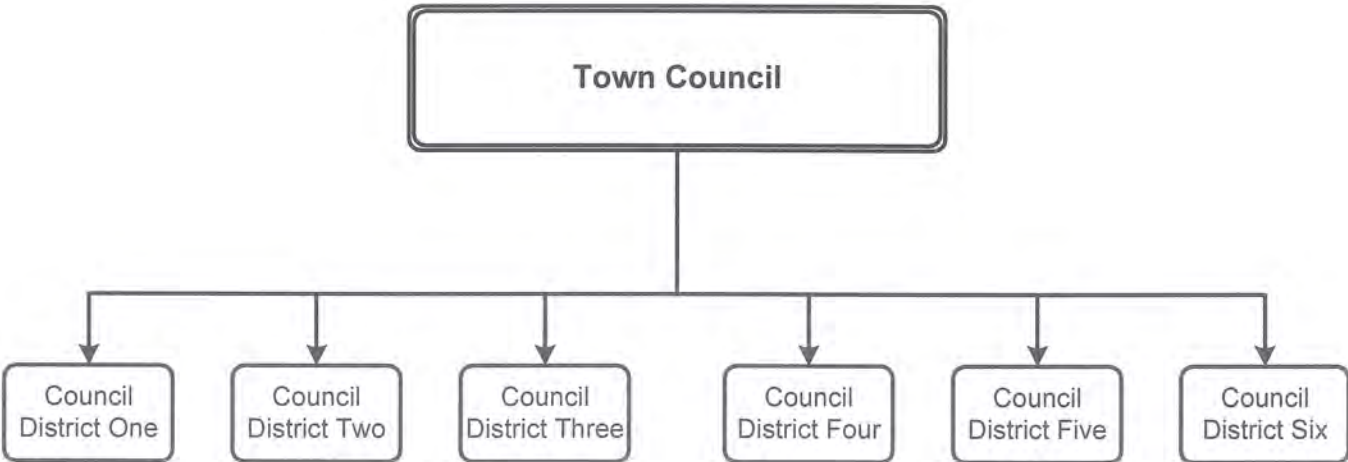 Town Council
Council
District One
Council
District Two
Council
District Three
Council
District Four
Council
District Five
Council
District Six